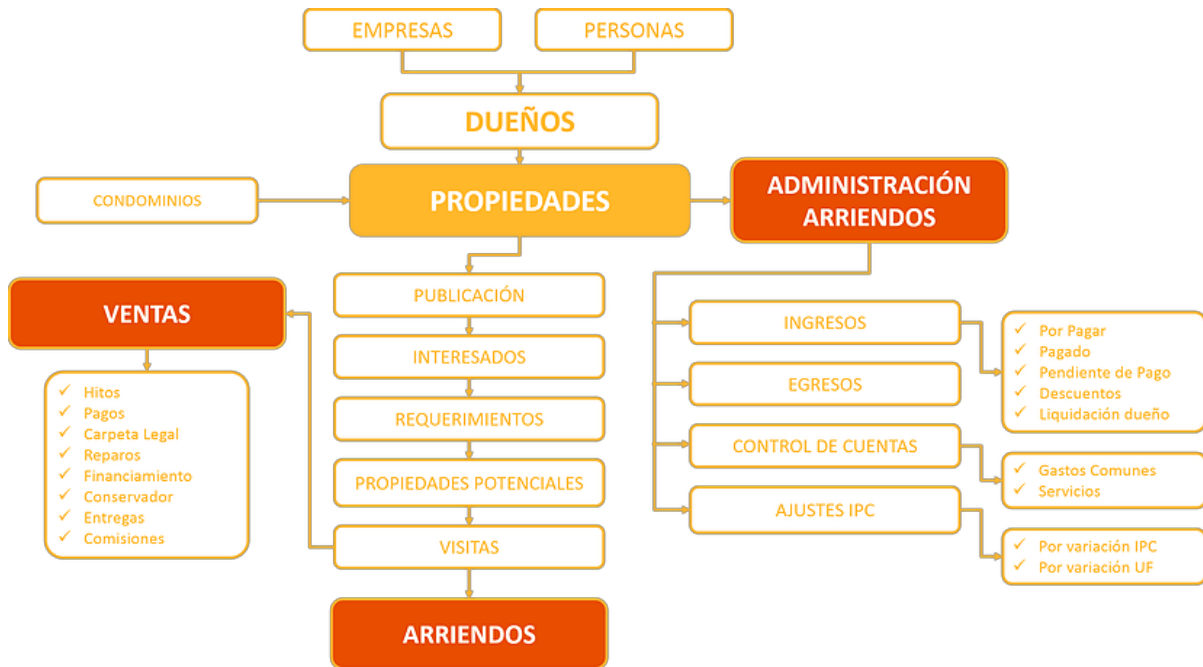 EMPRESAS
PERSONAS
DUEÑOS
CONDOMINIOS
PROPIEDADES
ADMINISTRACIÓN
ARRIENDOS
VENTAS
Hitos
Pagos
Carpeta Legal
Reparos
Financiamiento
Conservador
Entregas
Comisiones
PUBLICACIÓN
INTERESADOS
REQUERIMIENTOS
PROPIEDADES POTENCIALES
VISITAS
ARRIENDOS
INGRESOS
Por Pagar
Pagado
Pendiente de Pago
Descuentos
Liquidación dueño
EGRESOS
CONTROL DE CUENTAS
Gastos Comunes
Servicios
AJUSTES IPC
Por variación IPC
Por variación UF